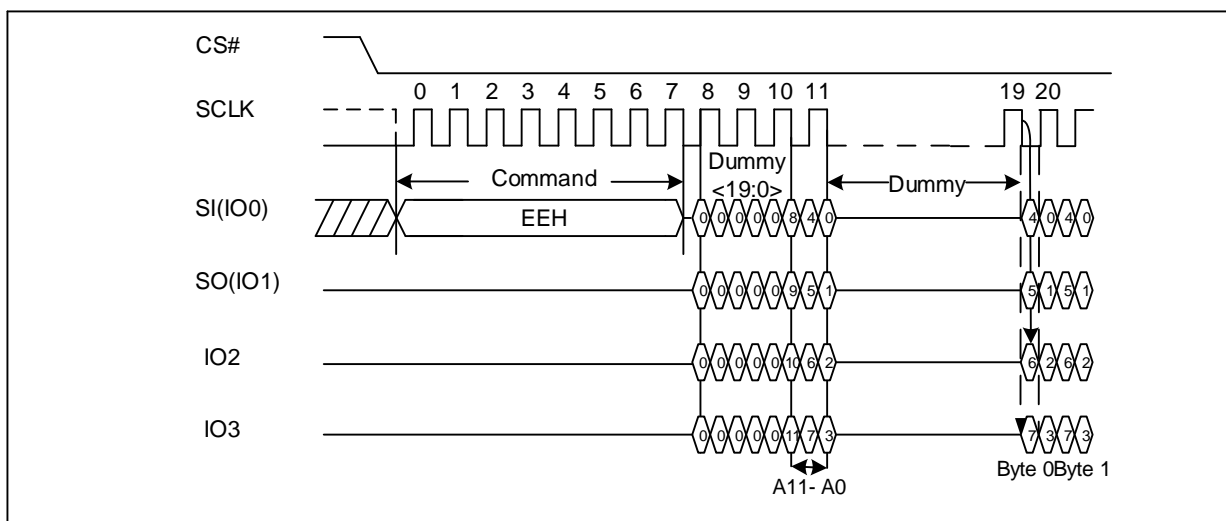 CS#
0 1 2 3 4 5 6 7 8 9 10 11 19 20
SCLK
Dummy
<19:0>
Command
Dummy
SI(IO0)
EEH
0 0 0 0 0 8 4 0 4 0 4 0
SO(IO1)
0 0 0 0 0 9 5 1 5 1 5 1
IO2
0 0 0 0 0 10 6 2 6 2 6 2
IO3
0 0 0 0 0 11 7 3 7 3 7 3
Byte 0Byte 1
A11- A0